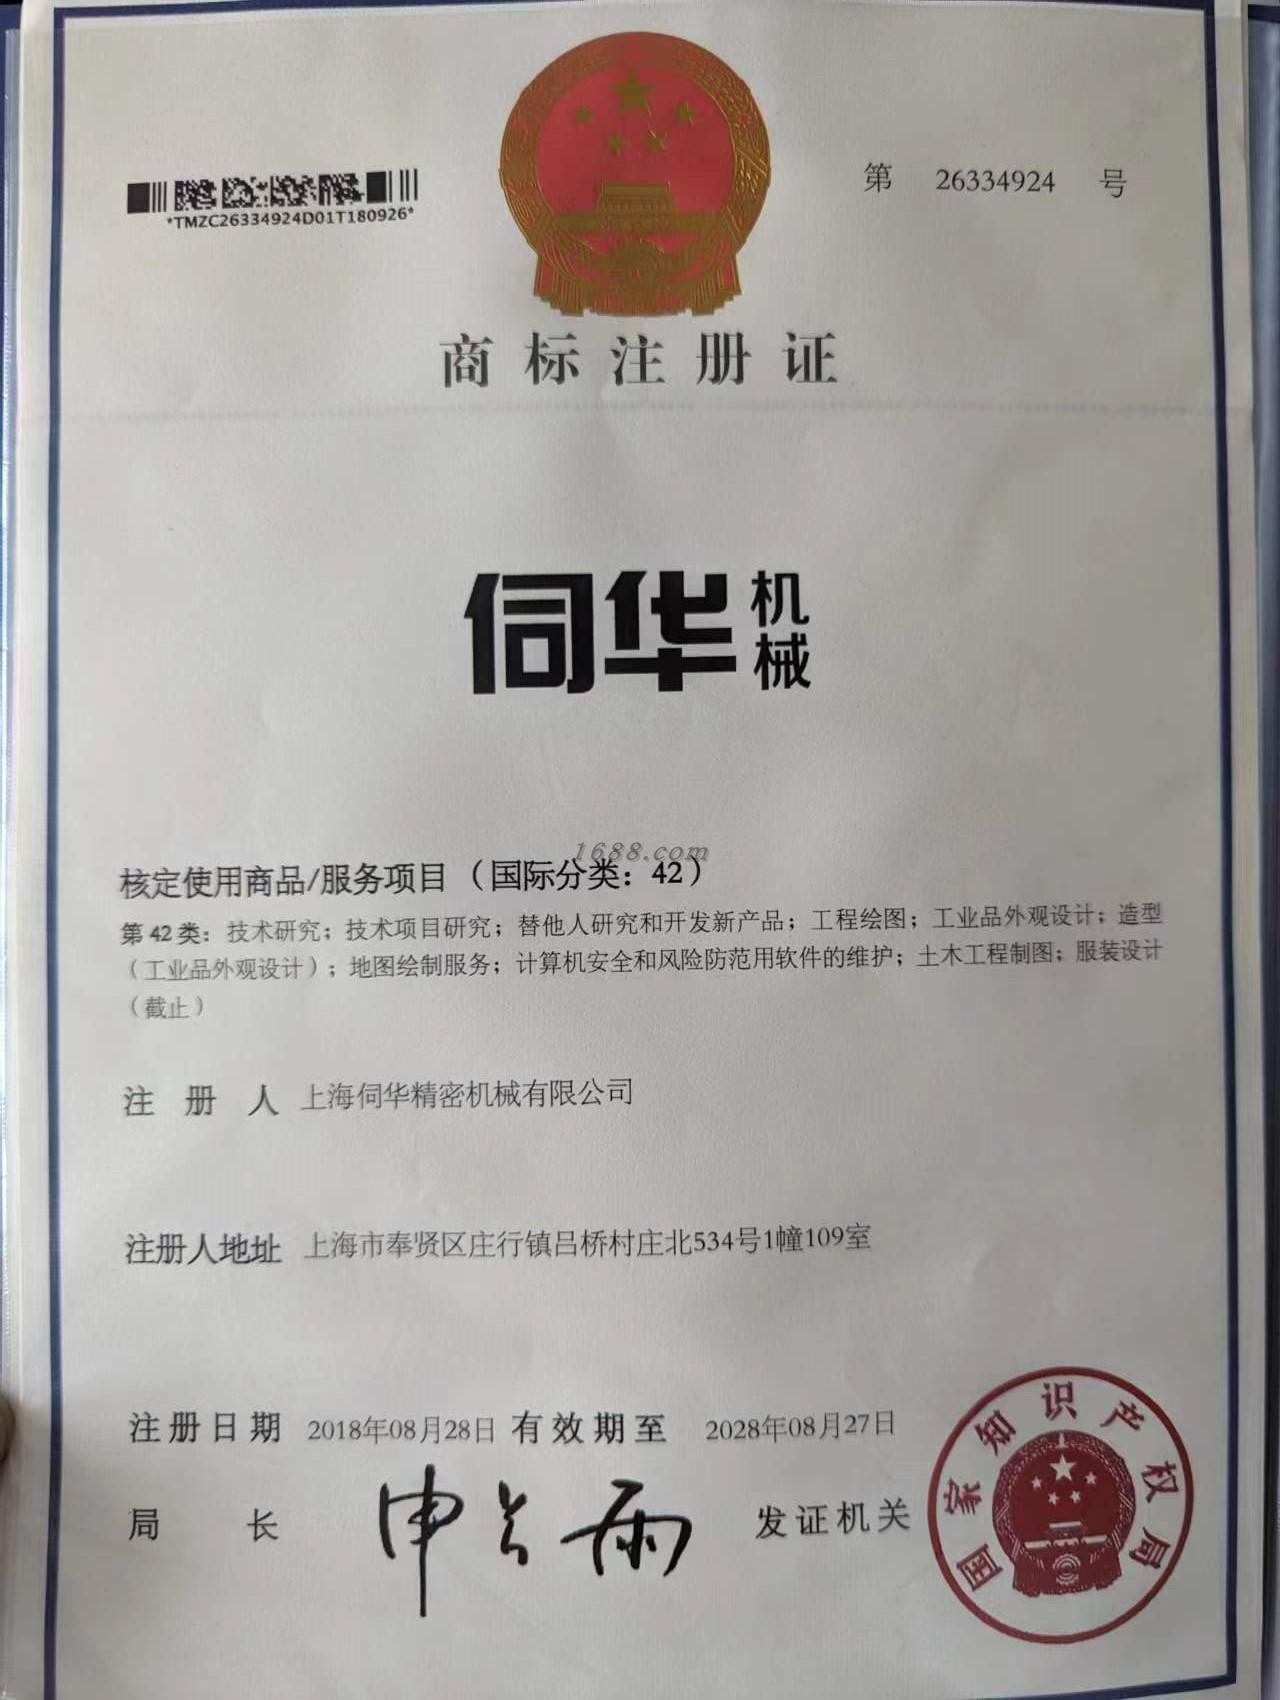 第 26334924 号
*TMZC26334924D01T180926*
商标注册证
伺华机械
1688.com
核定使用商品/服务项目（国际分类：42）
第42类：技术研究；技术项目研究；替他人研究和开发新产品；工程绘图；工业品外观设计；造型
（工业品外观设计）；地图绘制服务；计算机安全和风险防范用软件的维护；土木工程制图；服装设计
（截止）
注册人 上海伺华精密机械有限公司
注册人地址 上海市奉贤区庄行镇吕桥村庄北534号1幢109室
注册日期 2018年08月28日 有效期至 2028年08月27日
局长 申长雨 发证机关
国家知识产权局